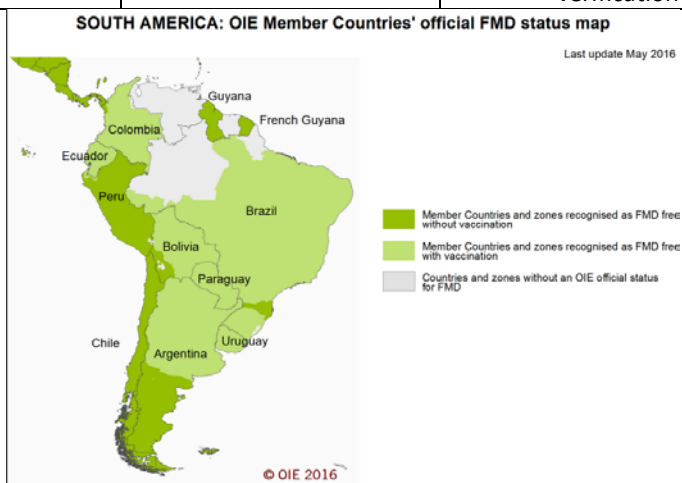 verification
SOUTH AMERICA: OIE Member Countries' official FMD status map
Last update May 2016
Guyana
French Guyana
Colombia
Ecuador
Peru
Brazil
Bolivia
Paraguay
Chile
Argentina
Uruguay
Member Countries and zones recognised as FMD free
without vaccination
Member Countries and zones recognised as FMD free
with vaccination
Countries and zones without an OIE official status
for FMD
© OIE 2016